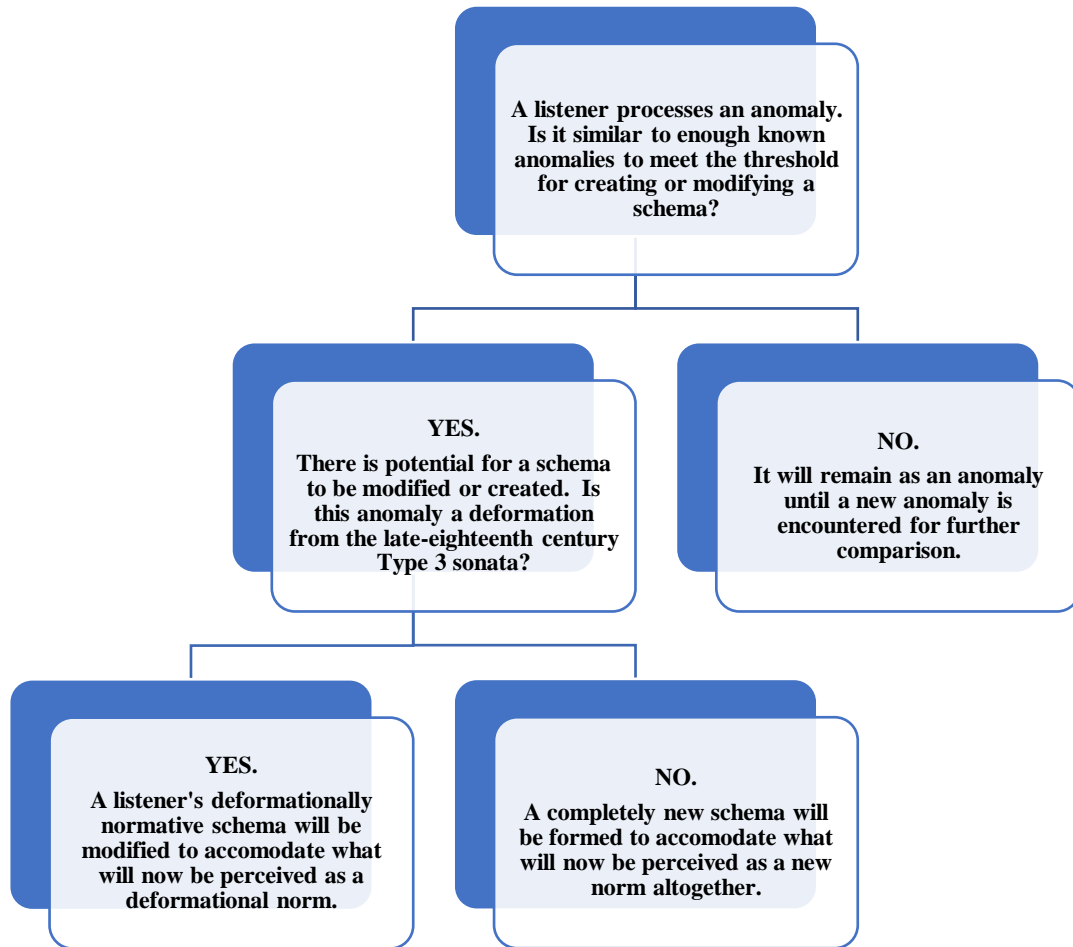 A listener processes an anomaly.
Is it similar to enough known
anomalies to meet the threshold
for creating or modifying a
schema?
YES.
There is potential for a schema
to be modified or created.  Is
this anomaly a deformation
from the late-eighteenth century
Type 3 sonata?
NO.
It will remain as an anomaly
until a new anomaly is
encountered for further
comparison.
YES.
A listener's deformationally
normative schema will be
modified to accomodate what
will now be perceived as a
deformational norm.
NO.
A completely new schema will
be formed to accomodate what
will now be perceived as a new
norm altogether.